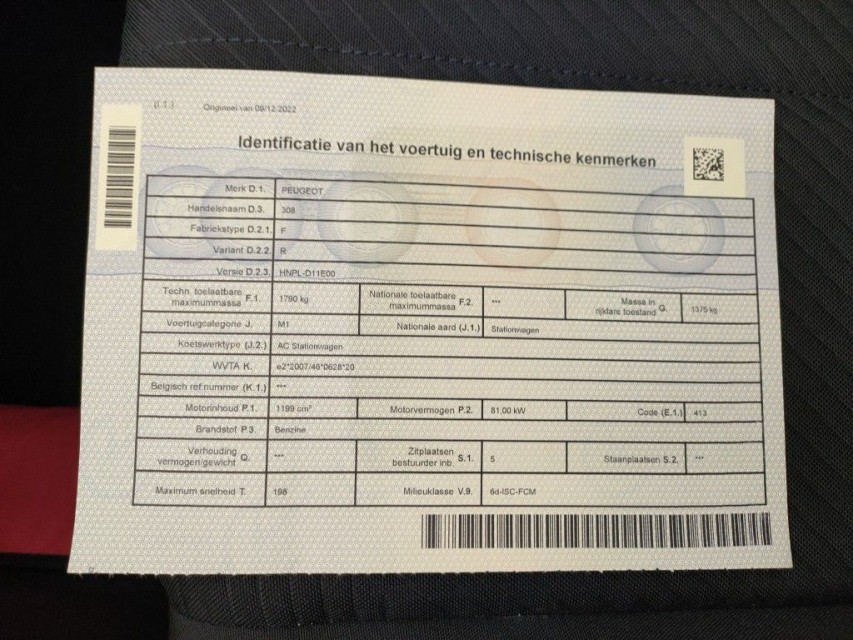 (I.1.) Origineel van 09/12/2022
Identificatie van het voertuig en technische kenmerken
Merk D.1. PEUGEOT
Handelsnaam D.3. 308
Fabriekstype D.2.1. F
Variant D.2.2. R
Versie D.2.3. HNPL-D11E00
Techn. toelaatbare maximummassa F.1. 1790 kg Nationale toelaatbare maximummassa F.2. *** Massa in rijklare toestand G. 1375 kg
Voertuigcategorie J. M1 Nationale aard (J.1.) Stationwagen
Koetswerktype (J.2.) AC Stationwagen
WVTA K. e2*2007/46*0628*20
Belgisch ref.nummer (K.1.) ***
Motorinhoud P.1. 1199 cm³ Motorvermogen P.2. 81,00 kW Code (E.1.) 413
Brandstof P.3. Benzine
Verhouding vermogen/gewicht Q. *** Zitplaatsen bestuurder inb. S.1. 5 Staanplaatsen S.2. ***
Maximum snelheid T. 198 Milieuklasse V.9. 6d-ISC-FCM